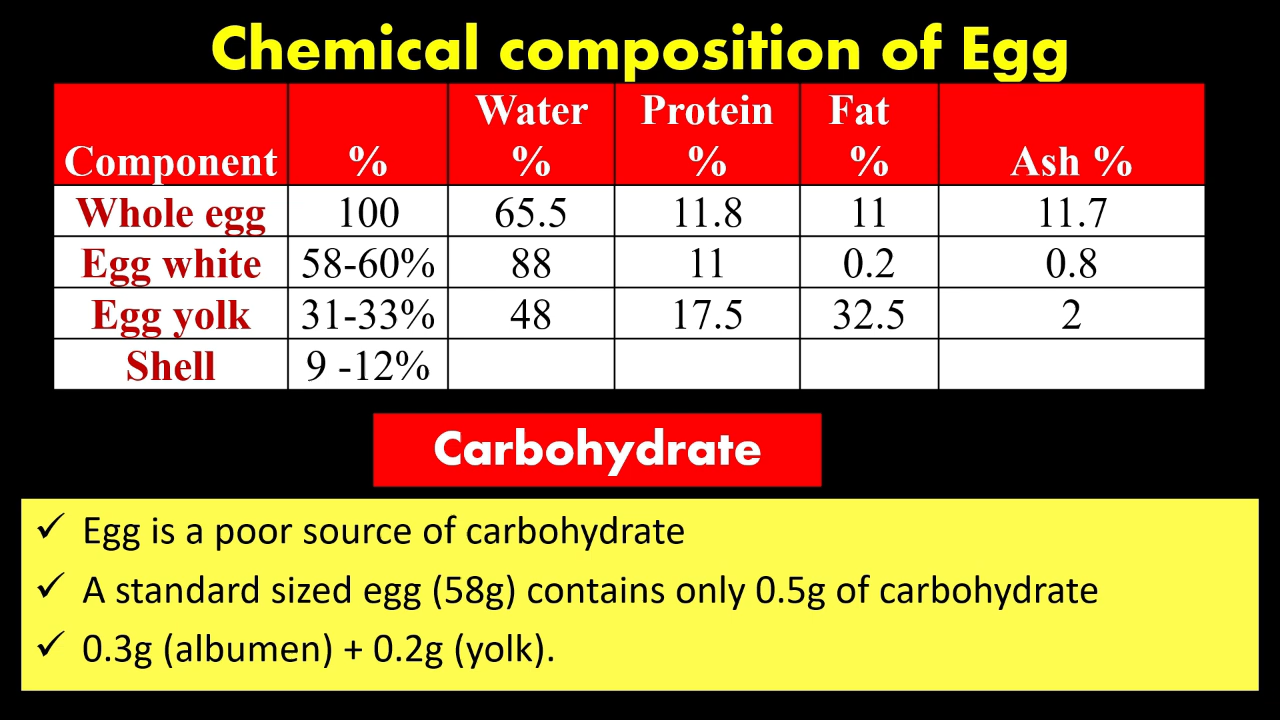 Chemical composition of Egg
Component % Water % Protein % Fat % Ash %
Whole egg 100 65.5 11.8 11 11.7
Egg white 58-60% 88 11 0.2 0.8
Egg yolk 31-33% 48 17.5 32.5 2
Shell 9 -12%
Carbohydrate
✓ Egg is a poor source of carbohydrate
✓ A standard sized egg (58g) contains only 0.5g of carbohydrate
✓ 0.3g (albumen) + 0.2g (yolk).